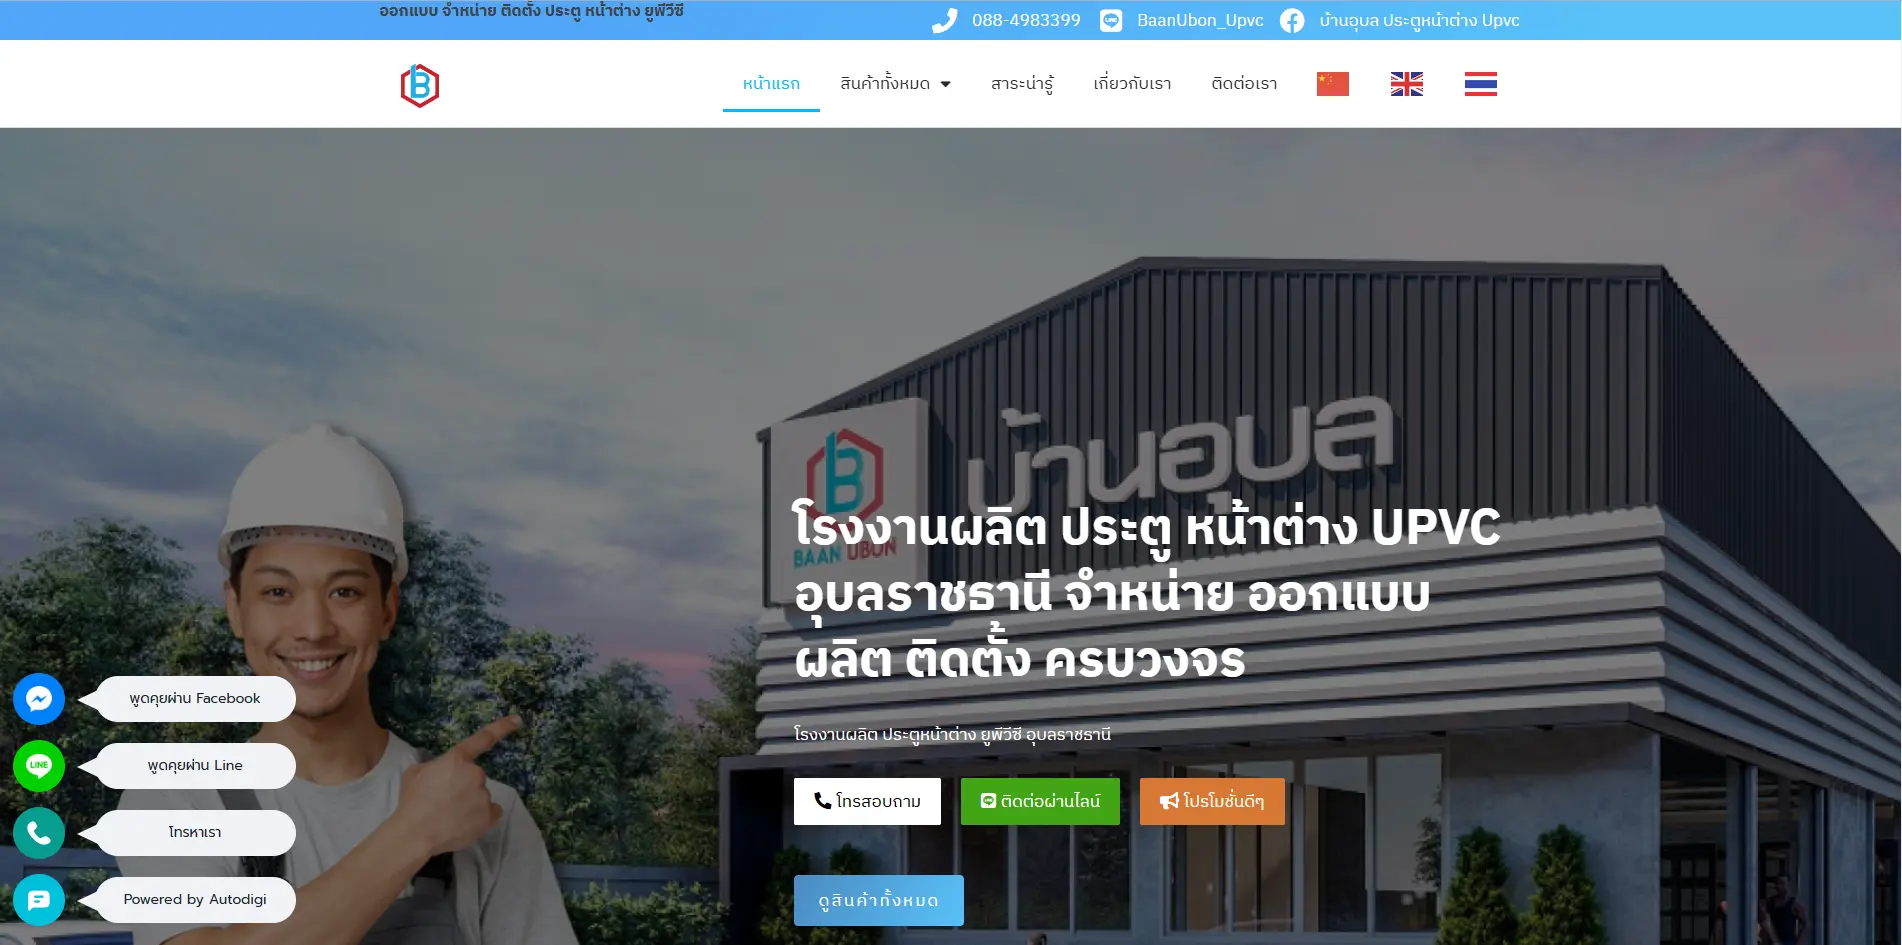 ออกแบบ จำหน่าย ติดตั้ง ประตู หน้าต่าง ยูพีวีซี
088-4983399
BaanUbon_Upvc
บ้านอุบล ประตูหน้าต่าง Upvc
หน้าแรก
สินค้าทั้งหมด
สาระน่ารู้
เกี่ยวกับเรา
ติดต่อเรา
บ้านอุบล
BAAN UBON
โรงงานผลิต ประตู หน้าต่าง UPVC
อุบลราชธานี จำหน่าย ออกแบบ
ผลิต ติดตั้ง ครบวงจร
โรงงานผลิต ประตูหน้าต่าง ยูพีวีซี อุบลราชธานี
โทรสอบถาม
ติดต่อผ่านไลน์
โปรโมชั่นดีๆ
ดูสินค้าทั้งหมด
พูดคุยผ่าน Facebook
LINE
พูดคุยผ่าน Line
โทรหาเรา
Powered by Autodigi